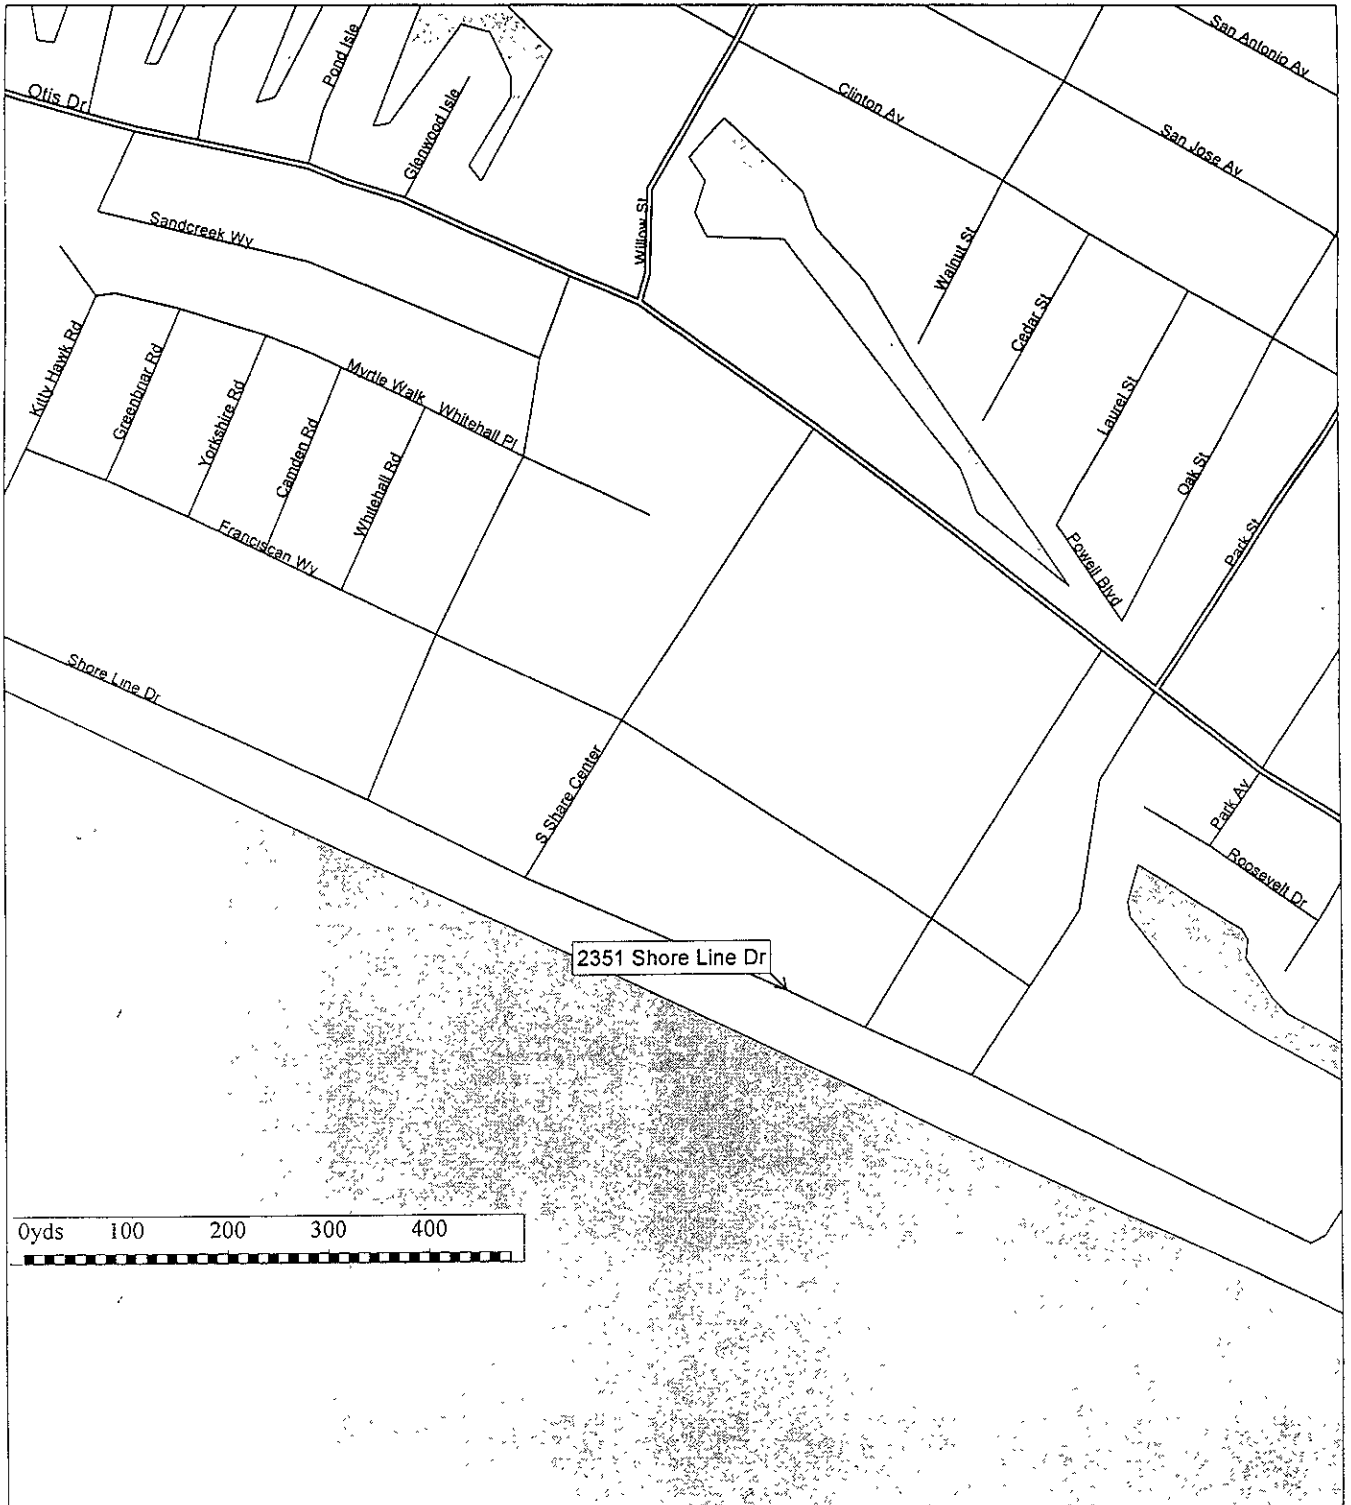 San Antonio Av
Pond Isle
Otis Dr
Clinton Av
Glenwood Isle
San Jose Av
Sandcreek Wy
Willow St
Walnut St
Cedar St
Kitty Hawk Rd
Greenbriar Rd
Yorkshire Rd
Myrtle Walk
Whitehall Pl
Laurel St
Camden Rd
Whitehall Rd
Oak St
Franciscan Wy
Powell Blvd
Park St
Shore Line Dr
S Share Center
Park Av
Roosevelt Dr
2351 Shore Line Dr
0yds 100 200 300 400